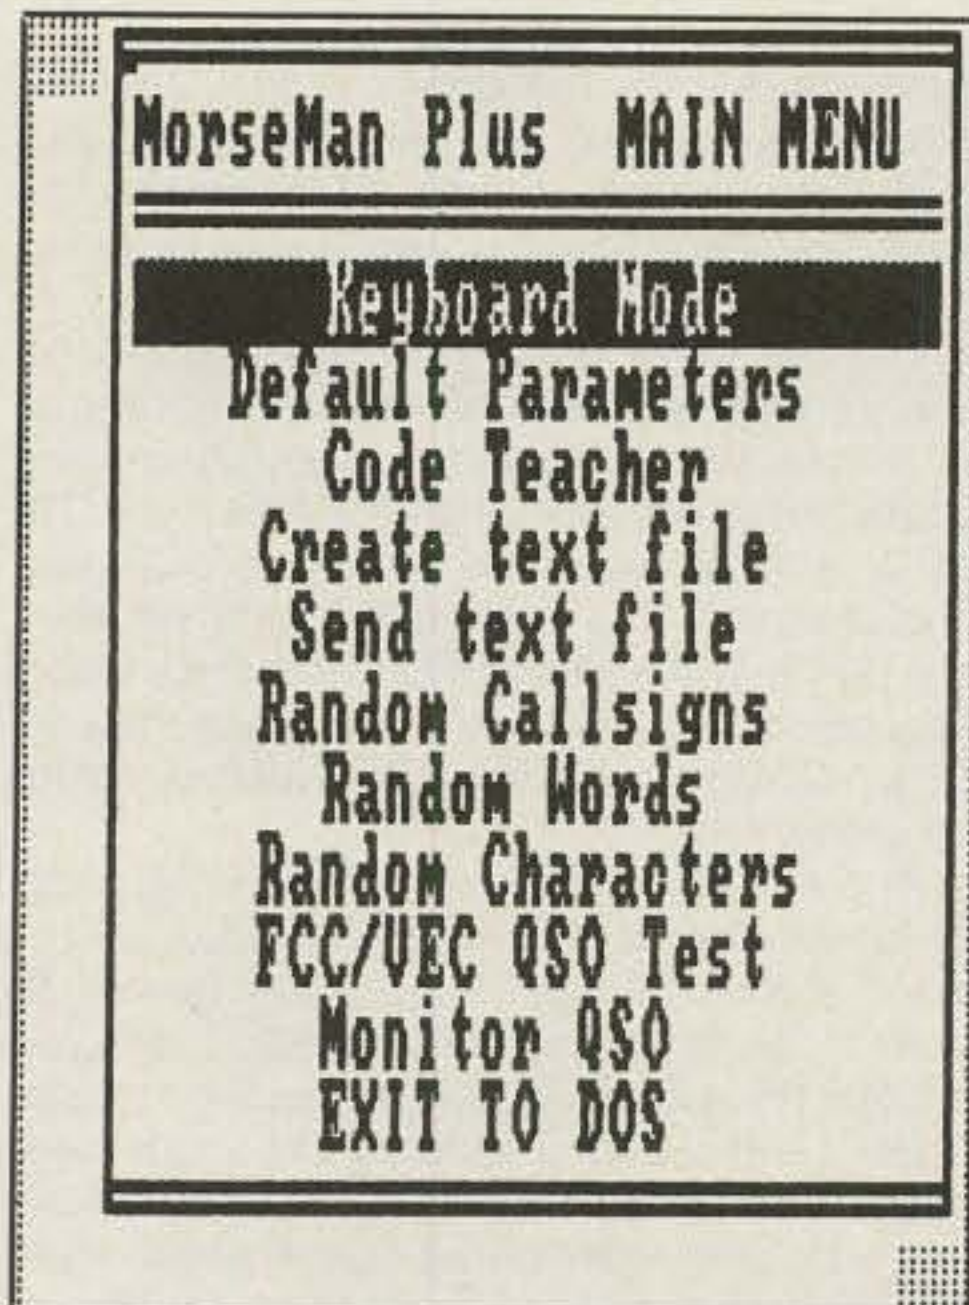 MorseMan Plus  MAIN MENU
Keyboard Mode
Default Parameters
Code Teacher
Create text file
Send text file
Random Callsigns
Random Words
Random Characters
FCC/VEC QSO Test
Monitor QSO
EXIT TO DOS